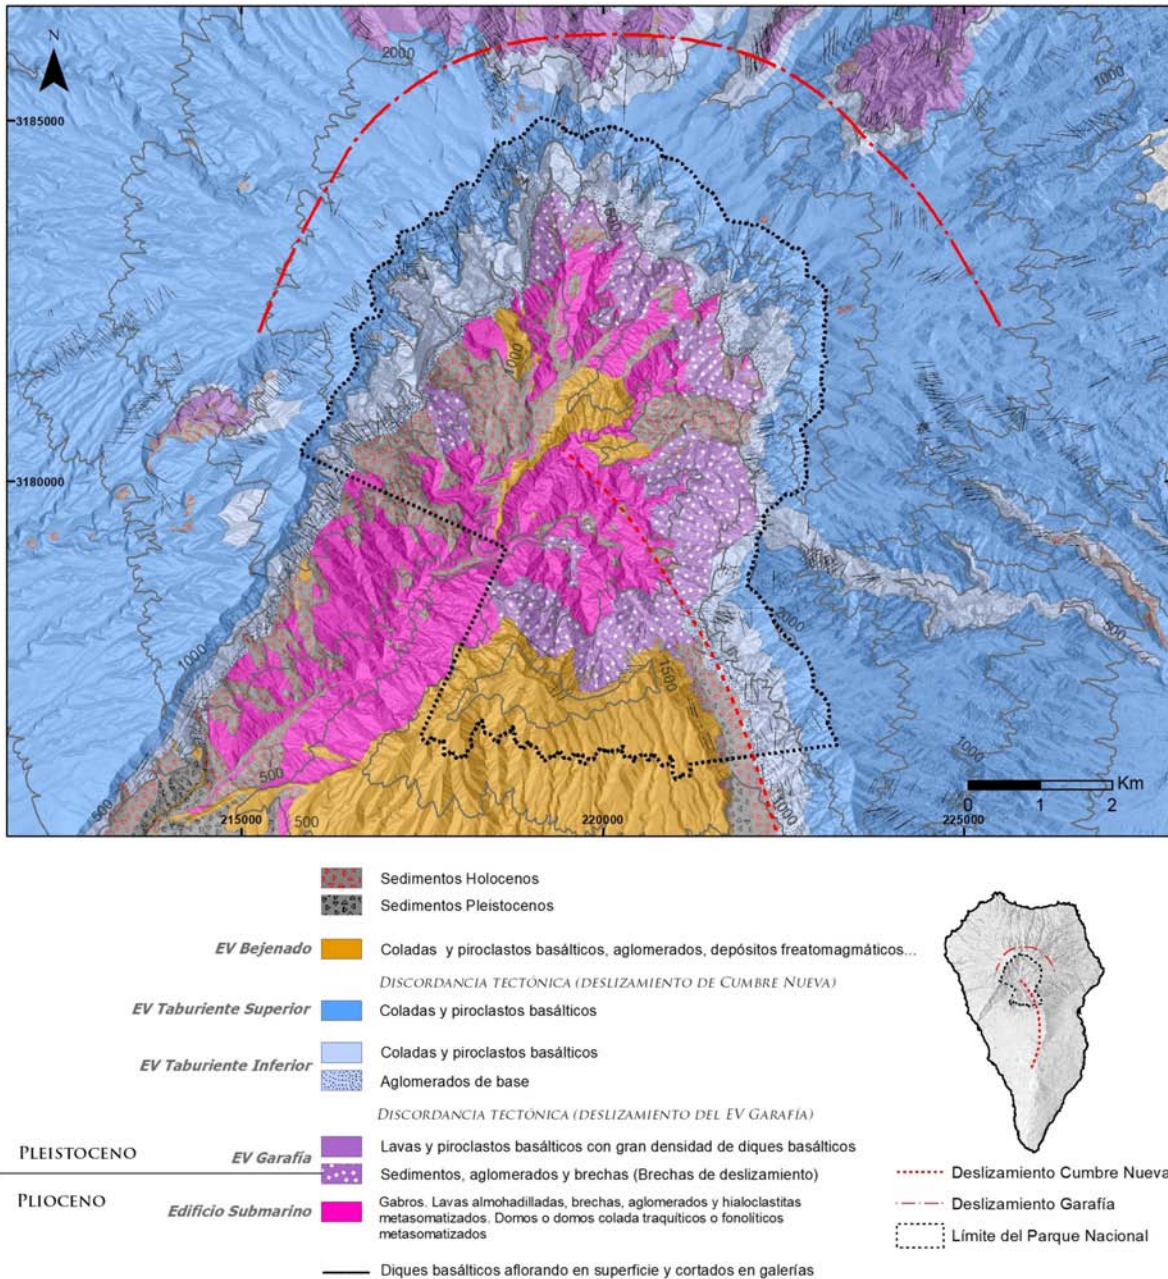 N
2000
1000
3185000
1500
1000
3180000
2000
500
1000
1500
1000
500
500
500
1000
215000
220000
225000
Km
0 1 2
Sedimentos Holocenos
Sedimentos Pleistocenos
EV Bejenado
Coladas y piroclastos basálticos, aglomerados, depósitos freatomagmáticos...
DISCORDANCIA TECTÓNICA (DESLIZAMIENTO DE CUMBRE NUEVA)
EV Taburiente Superior
Coladas y piroclastos basálticos
EV Taburiente Inferior
Coladas y piroclastos basálticos
Aglomerados de base
DISCORDANCIA TECTÓNICA (DESLIZAMIENTO DEL EV GARAFÍA)
PLEISTOCENO
EV Garafía
Lavas y piroclastos basálticos con gran densidad de diques basálticos
Sedimentos, aglomerados y brechas (Brechas de deslizamiento)
PLIOCENO
Edificio Submarino
Gabros. Lavas almohadilladas, brechas, aglomerados y hialoclastitas
metasomatizados. Domos o domos colada traquíticos o fonolíticos
metasomatizados
Diques basálticos aflorando en superficie y cortados en galerías
Deslizamiento Cumbre Nueva
Deslizamiento Garafía
Límite del Parque Nacional